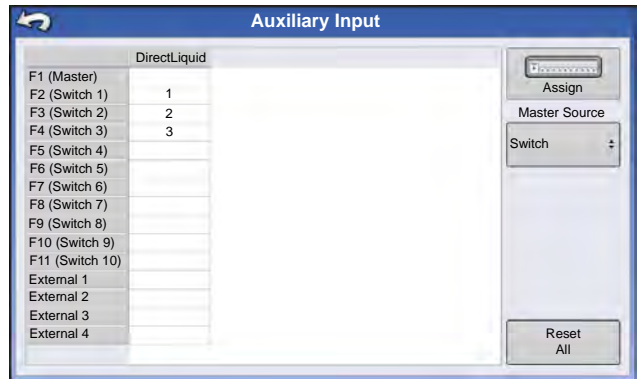 Auxiliary Input
DirectLiquid
F1 (Master)
F2 (Switch 1) 1
F3 (Switch 2) 2
F4 (Switch 3) 3
F5 (Switch 4)
F6 (Switch 5)
F7 (Switch 6)
F8 (Switch 7)
F9 (Switch 8)
F10 (Switch 9)
F11 (Switch 10)
External 1
External 2
External 3
External 4
Assign
Master Source
Switch
Reset
All